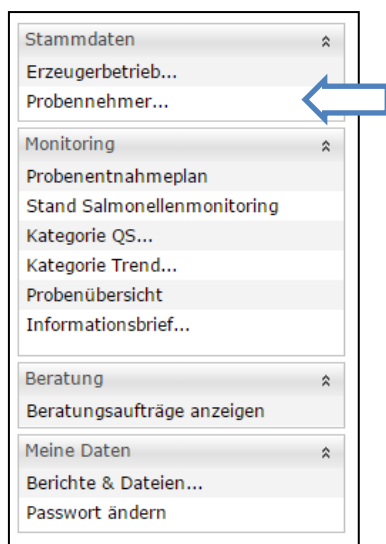 Stammdaten
Erzeugerbetrieb...
Probennehmer...
Monitoring
Probenentnahmeplan
Stand Salmonellenmonitoring
Kategorie QS...
Kategorie Trend...
Probenübersicht
Informationsbrief...
Beratung
Beratungsaufträge anzeigen
Meine Daten
Berichte & Dateien...
Passwort ändern